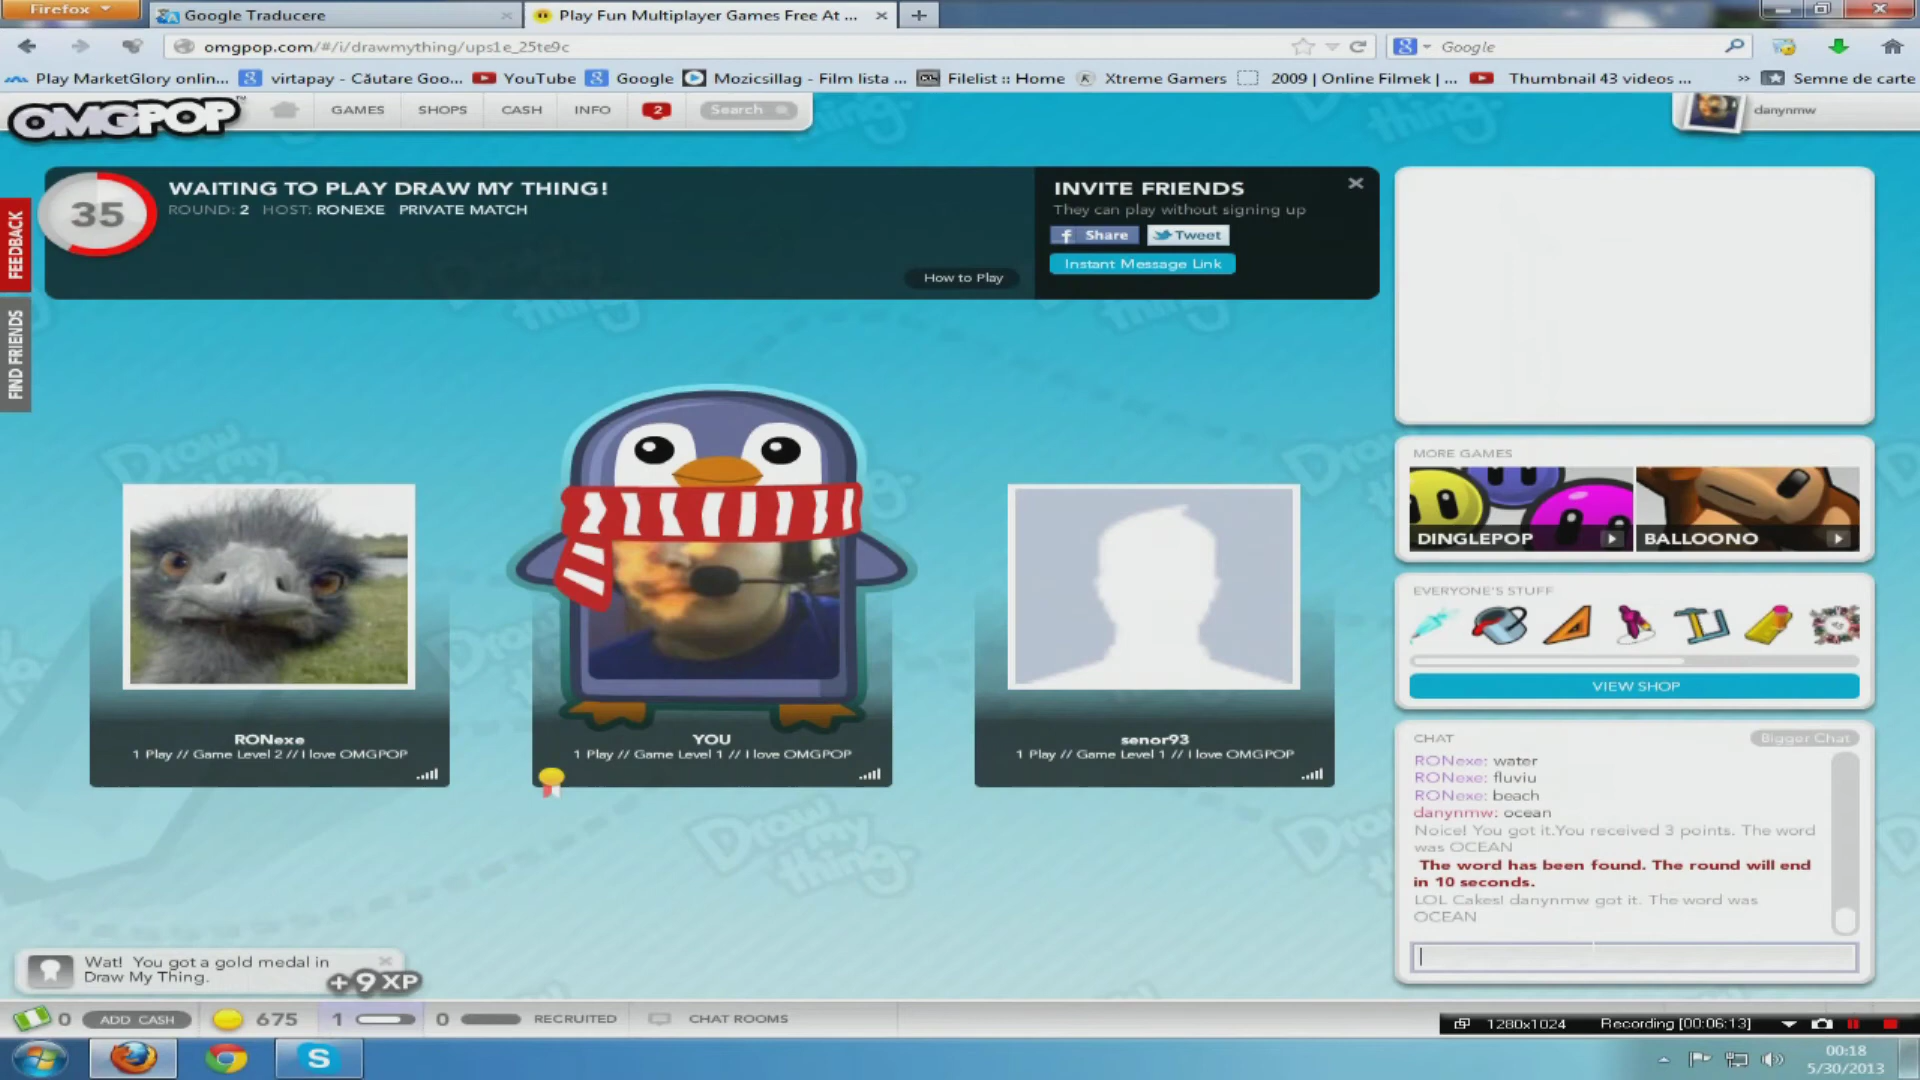 Firefox
Google Traducere
Play Fun Multiplayer Games Free At ...
omgpop.com/#/i/drawmything/ups1e_25te9c
Google
Play MarketGlory onlin...
virtapay - Căutare Goo...
YouTube
Google
Mozicsillag - Film lista ...
Filelist :: Home
Xtreme Gamers
2009 | Online Filmek | ...
Thumbnail 43 videos ...
Semne de carte
OMGPOP
GAMES
SHOPS
CASH
INFO
2
Search
danynmw
FEEDBACK
FIND FRIENDS
35
WAITING TO PLAY DRAW MY THING!
ROUND: 2 HOST: RONEXE PRIVATE MATCH
How to Play
INVITE FRIENDS
They can play without signing up
Share
Tweet
Instant Message Link
MORE GAMES
DINGLEPOP
BALLOONO
EVERYONE'S STUFF
VIEW SHOP
RONexe
1 Play // Game Level 2 // I love OMGPOP
YOU
1 Play // Game Level 1 // I love OMGPOP
senor93
1 Play // Game Level 1 // I love OMGPOP
CHAT
Bigger Chat
RONexe: water
RONexe: fluviu
RONexe: beach
danynmw: ocean
Noice! You got it.You received 3 points. The word
was OCEAN
The word has been found. The round will end
in 10 seconds.
LOL Cakes! danynmw got it. The word was
OCEAN
Wat! You got a gold medal in
Draw My Thing.
+9 XP
0
ADD CASH
675
1
0
RECRUITED
CHAT ROOMS
1280x1024
Recording [00:06:13]
00:18
5/30/2013